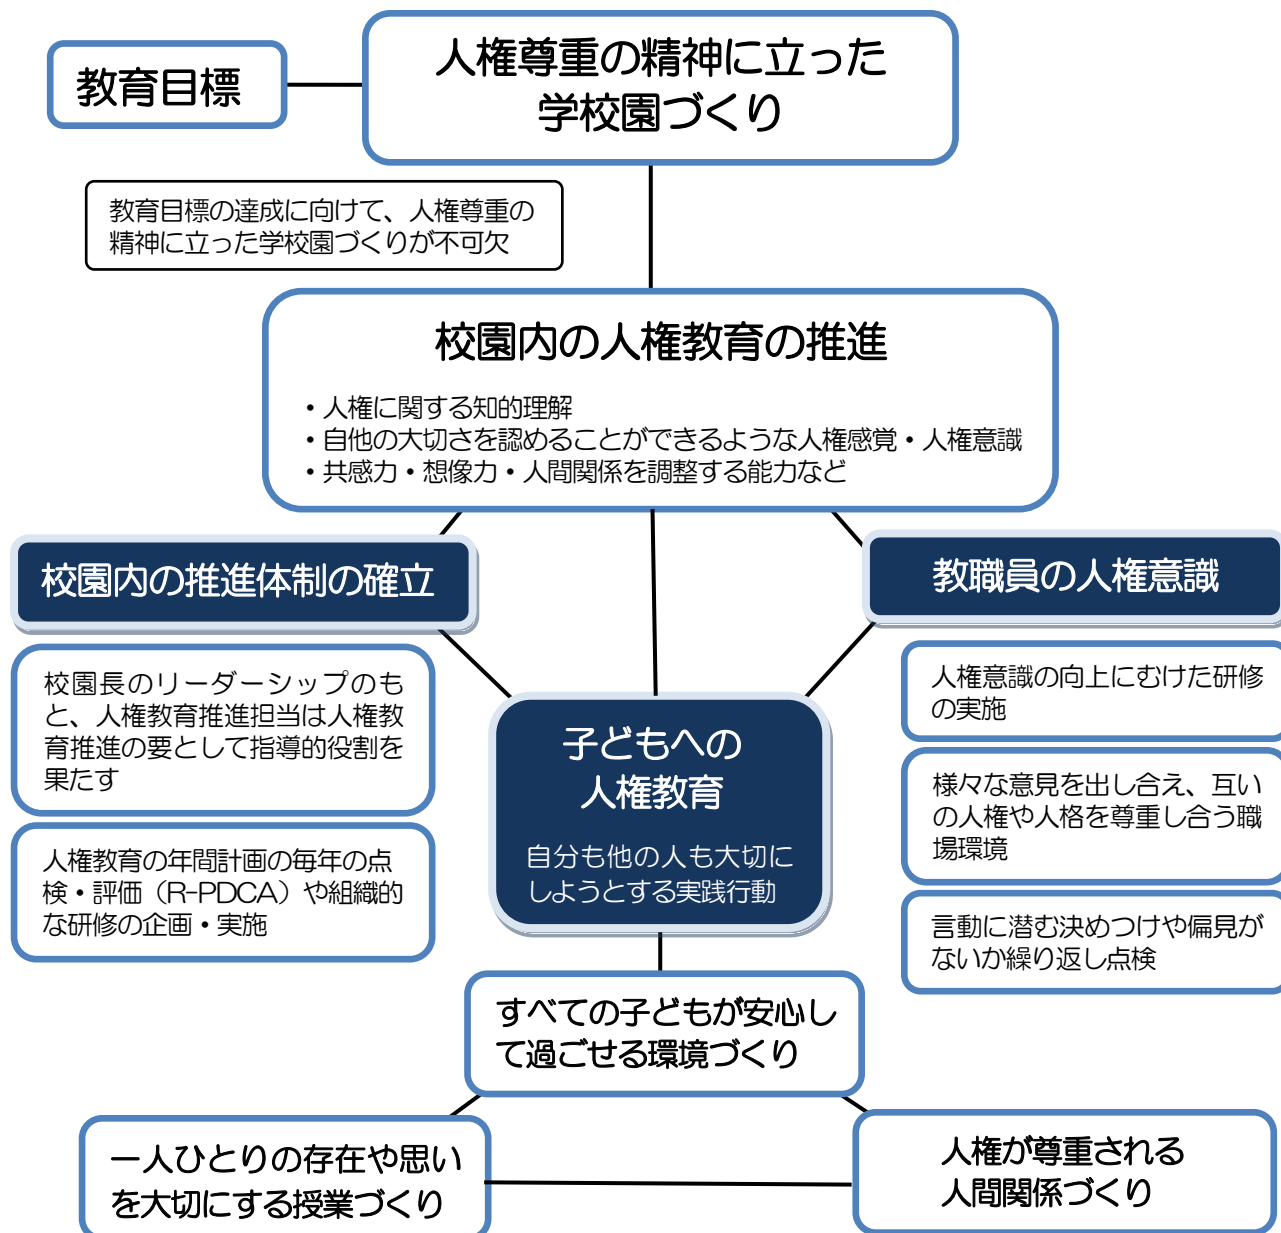 教育目標
人権尊重の精神に立った
学校園づくり
教育目標の達成に向けて、人権尊重の
精神に立った学校園づくりが不可欠
校園内の人権教育の推進
・人権に関する知的理解
・自他の大切さを認めることができるような人権感覚・人権意識
・共感力・想像力・人間関係を調整する能力など
校園内の推進体制の確立
校園長のリーダーシップのも
と、人権教育推進担当は人権教
育推進の要として指導的役割を
果たす
人権教育の年間計画の毎年の点
検・評価（R-PDCA）や組織的
な研修の企画・実施
子どもへの
人権教育
自分も他の人も大切に
しようとする実践行動
教職員の人権意識
人権意識の向上にむけた研修
の実施
様々な意見を出し合え、互い
の人権や人格を尊重し合う職
場環境
言動に潜む決めつけや偏見が
ないか繰り返し点検
すべての子どもが安心し
て過ごせる環境づくり
一人ひとりの存在や思い
を大切にする授業づくり
人権が尊重される
人間関係づくり